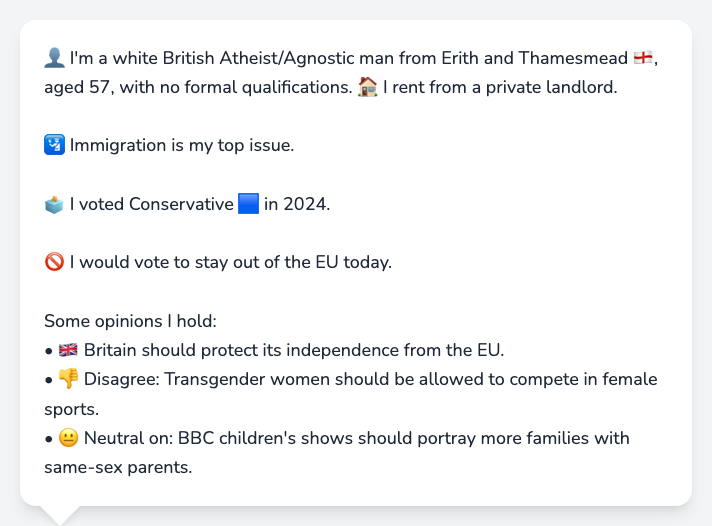 👤 I'm a white British Atheist/Agnostic man from Erith and Thamesmead 🏴󠁧󠁢󠁥󠁮󠁧󠁿,
aged 57, with no formal qualifications. 🏠 I rent from a private landlord.
🛂 Immigration is my top issue.
🗳️ I voted Conservative 🟦 in 2024.
🚫 I would vote to stay out of the EU today.
Some opinions I hold:
• 🇬🇧 Britain should protect its independence from the EU.
• 👎 Disagree: Transgender women should be allowed to compete in female
sports.
• 😐 Neutral on: BBC children's shows should portray more families with
same-sex parents.